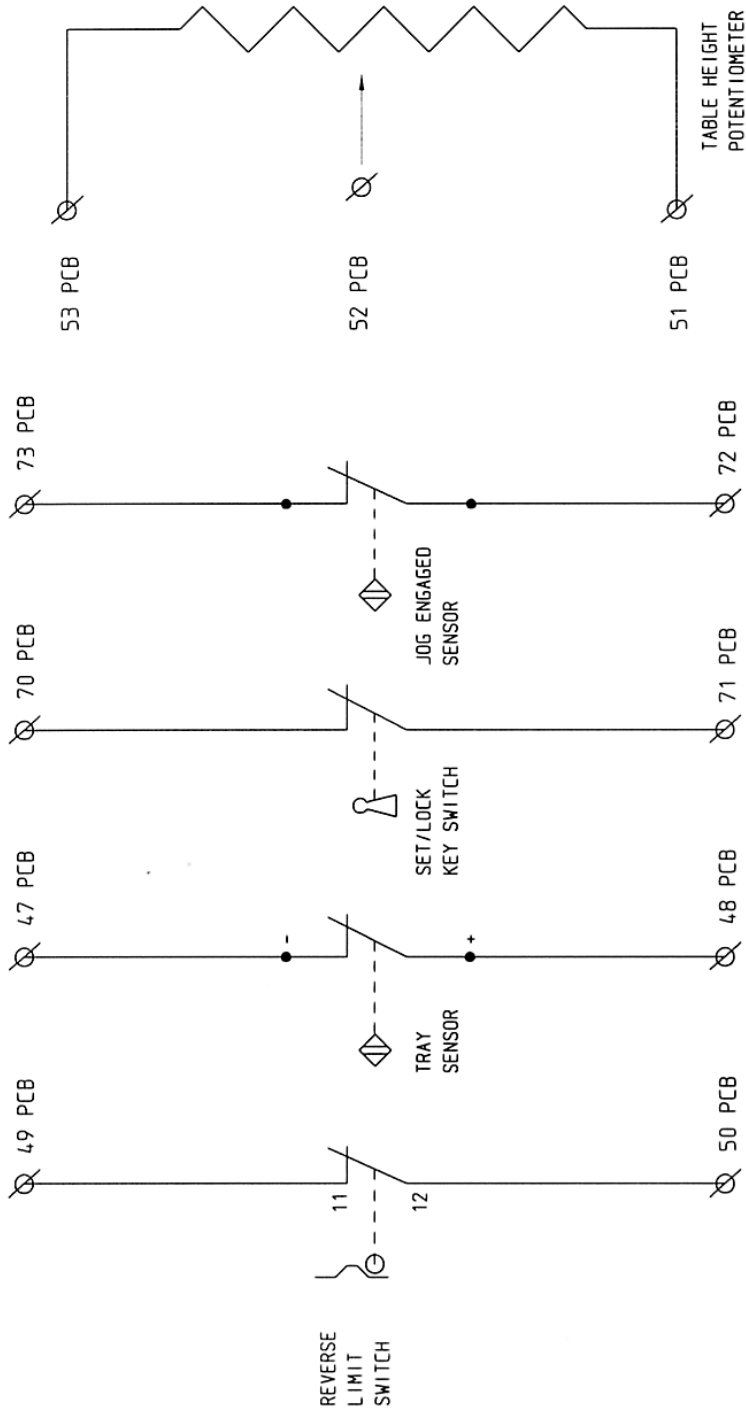 49 PCB
47 PCB
70 PCB
73 PCB
53 PCB
REVERSE
LIMIT
SWITCH
11
12
-
+
TRAY
SENSOR
SET/LOCK
KEY SWITCH
JOG ENGAGED
SENSOR
52 PCB
50 PCB
48 PCB
71 PCB
72 PCB
51 PCB
TABLE HEIGHT
POTENTIOMETER